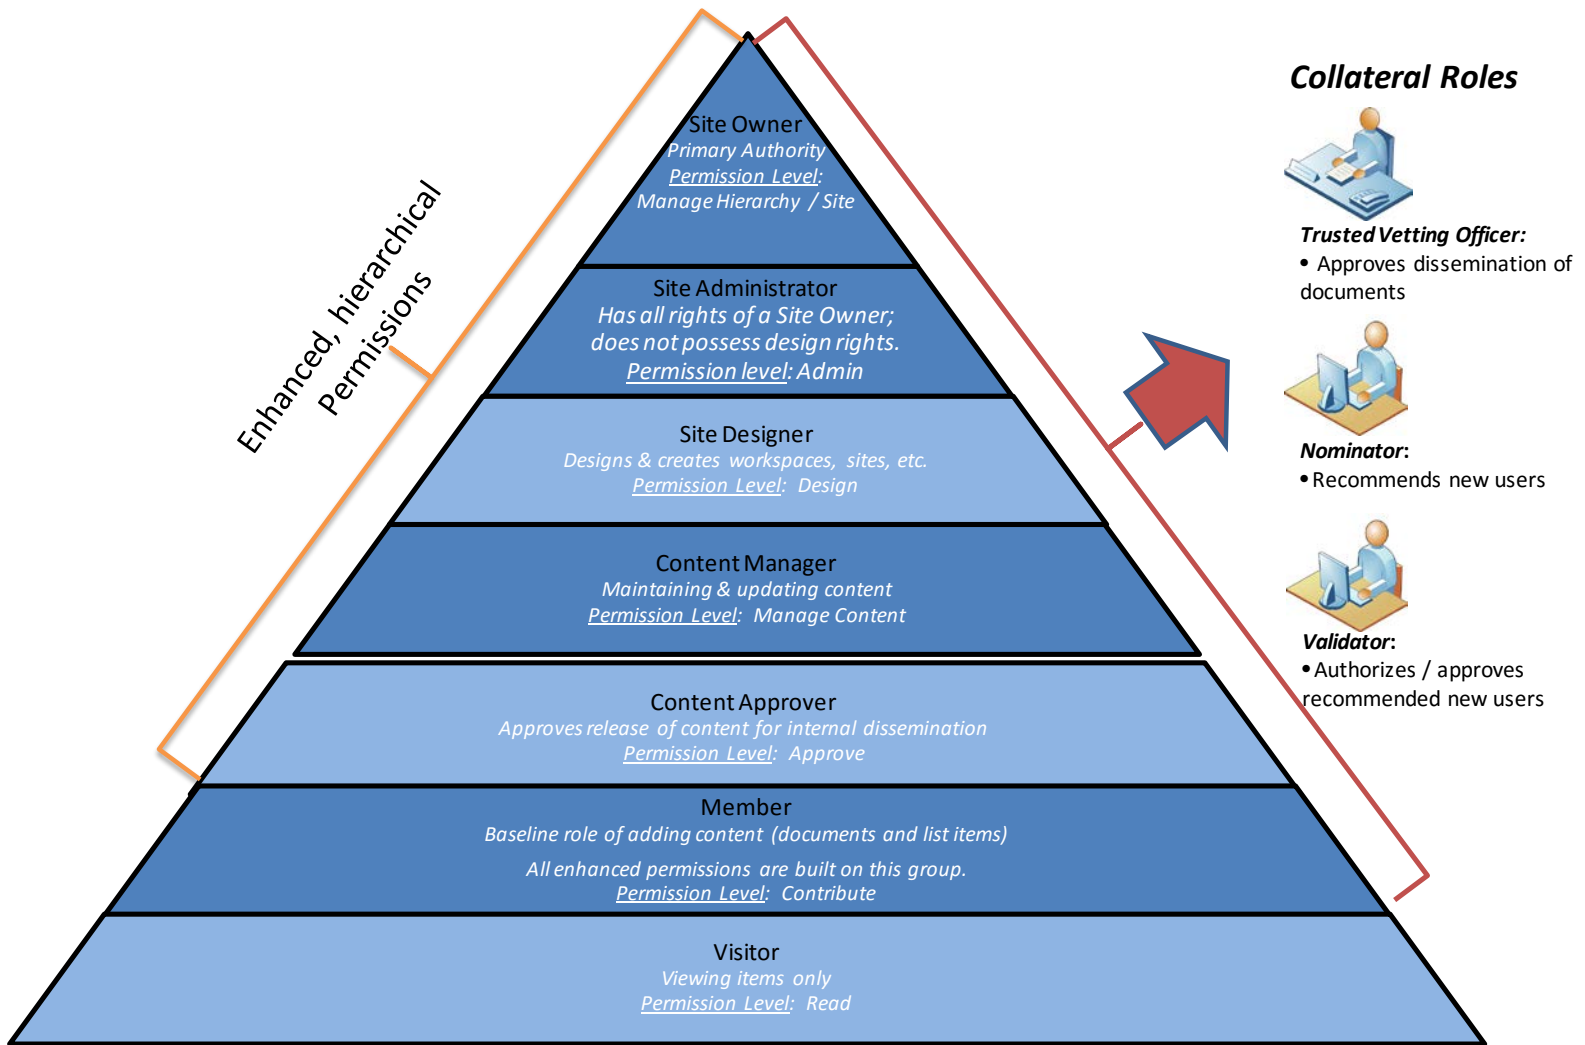 Enhanced, hierarchical
Permissions
Site Owner
Primary Authority
Permission Level:
Manage Hierarchy / Site
Site Administrator
Has all rights of a Site Owner;
does not possess design rights.
Permission level: Admin
Site Designer
Designs & creates workspaces, sites, etc.
Permission Level: Design
Content Manager
Maintaining & updating content
Permission Level: Manage Content
Content Approver
Approves release of content for internal dissemination
Permission Level: Approve
Member
Baseline role of adding content (documents and list items)
All enhanced permissions are built on this group.
Permission Level: Contribute
Visitor
Viewing items only
Permission Level: Read
Collateral Roles
Trusted Vetting Officer:
• Approves dissemination of
documents
Nominator:
• Recommends new users
Validator:
• Authorizes / approves
recommended new users